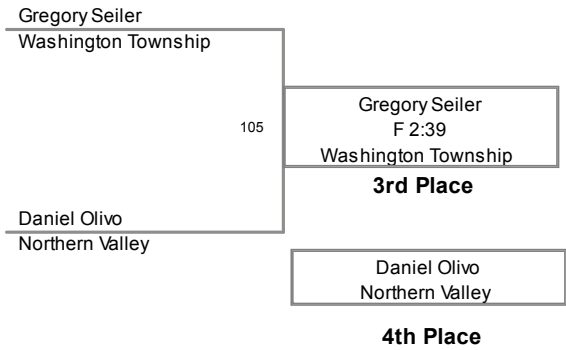 Gregory Seiler
Washington Township
105
Gregory Seiler
F 2:39
Washington Township
3rd Place
Daniel Olivo
Northern Valley
Daniel Olivo
Northern Valley
4th Place